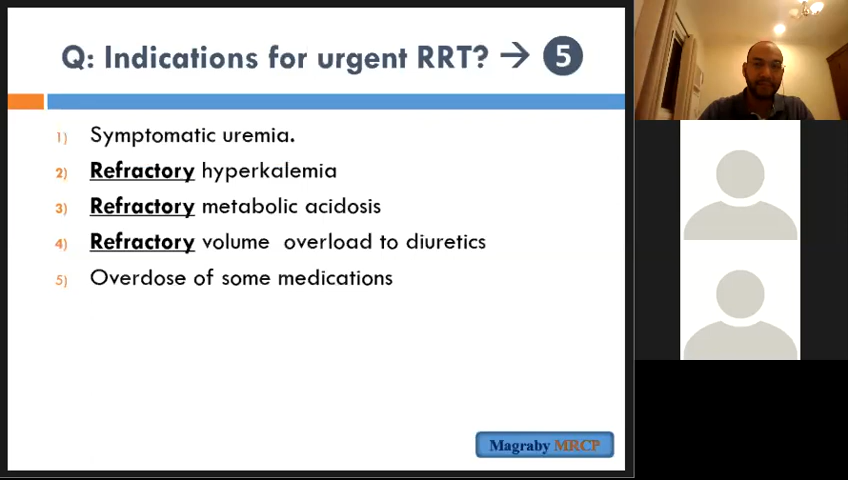 Q: Indications for urgent RRT? → 5
1) Symptomatic uremia.
2) Refractory hyperkalemia
3) Refractory metabolic acidosis
4) Refractory volume overload to diuretics
5) Overdose of some medications
Magraby MRCP